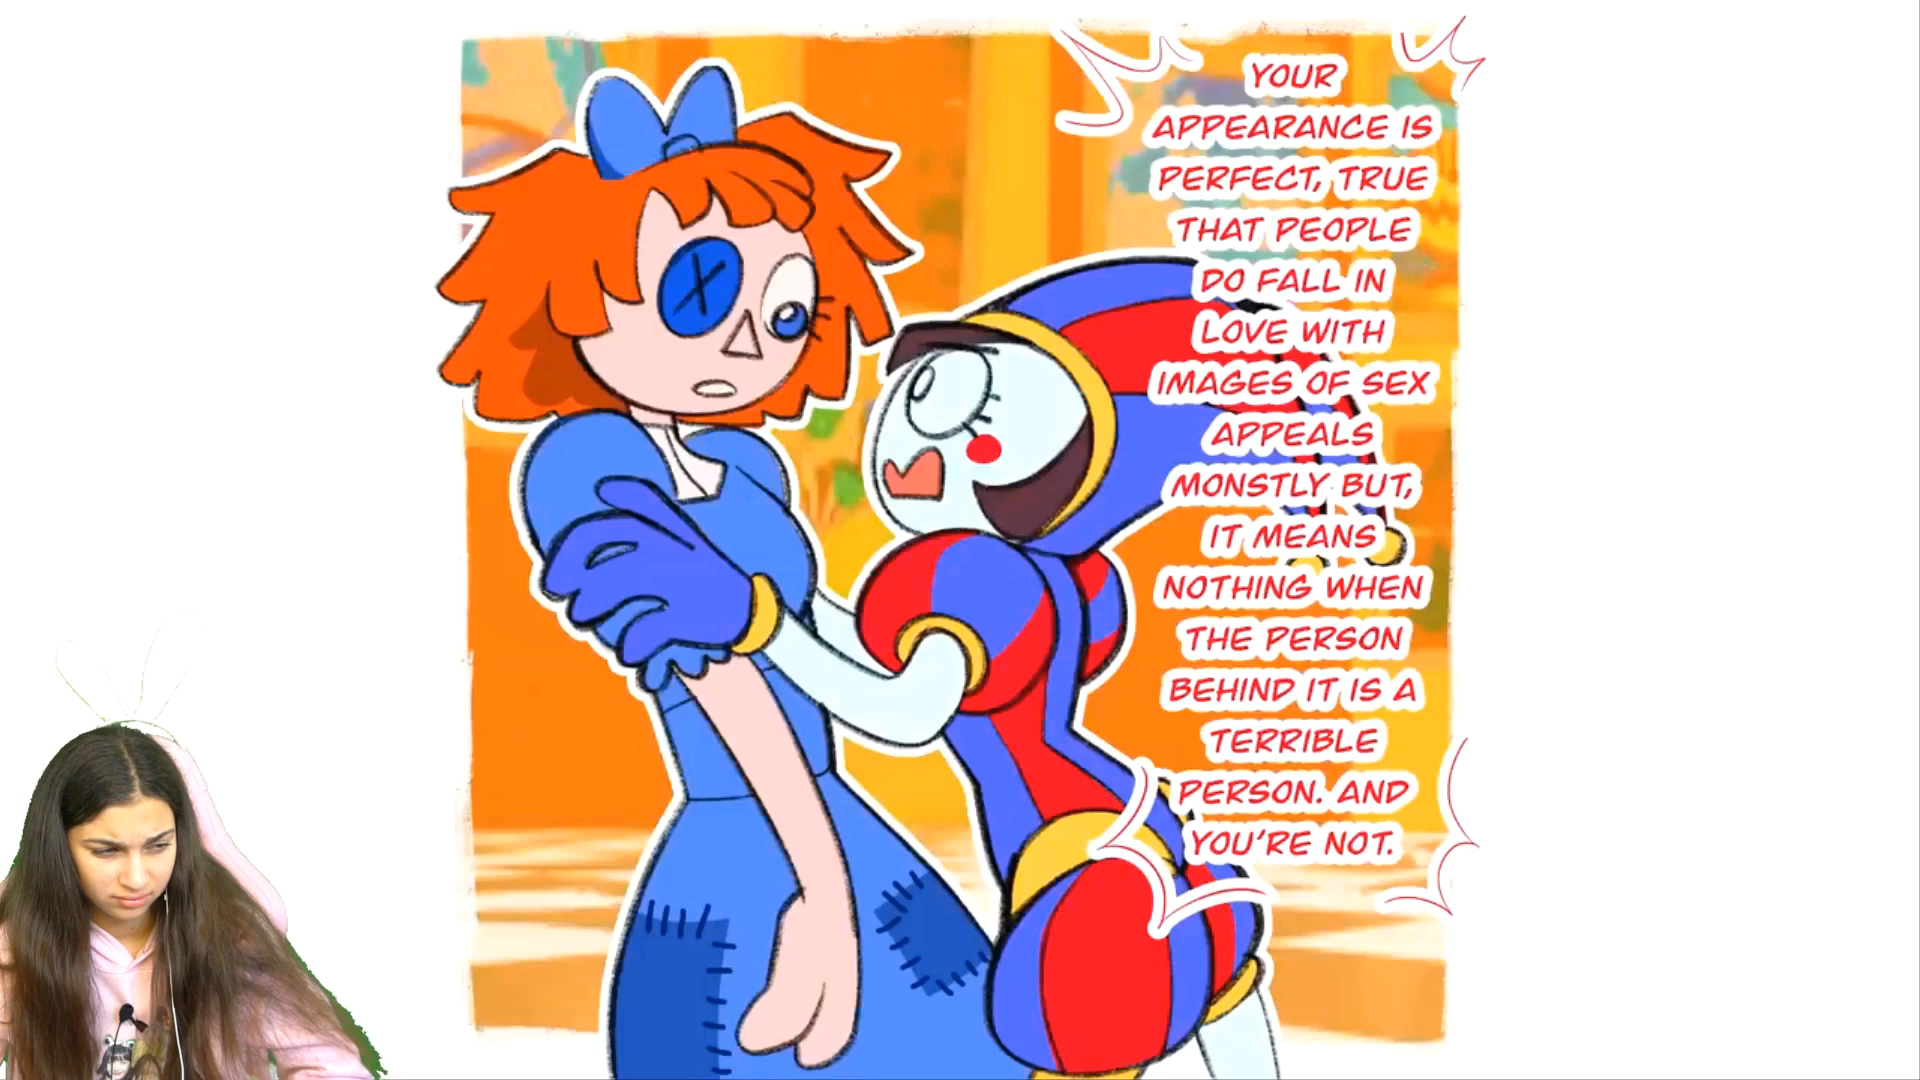 YOUR
APPEARANCE IS
PERFECT, TRUE
THAT PEOPLE
DO FALL IN
LOVE WITH
IMAGES OF SEX
APPEALS
MONSTLY BUT,
IT MEANS
NOTHING WHEN
THE PERSON
BEHIND IT IS A
TERRIBLE
PERSON. AND
YOU'RE NOT.